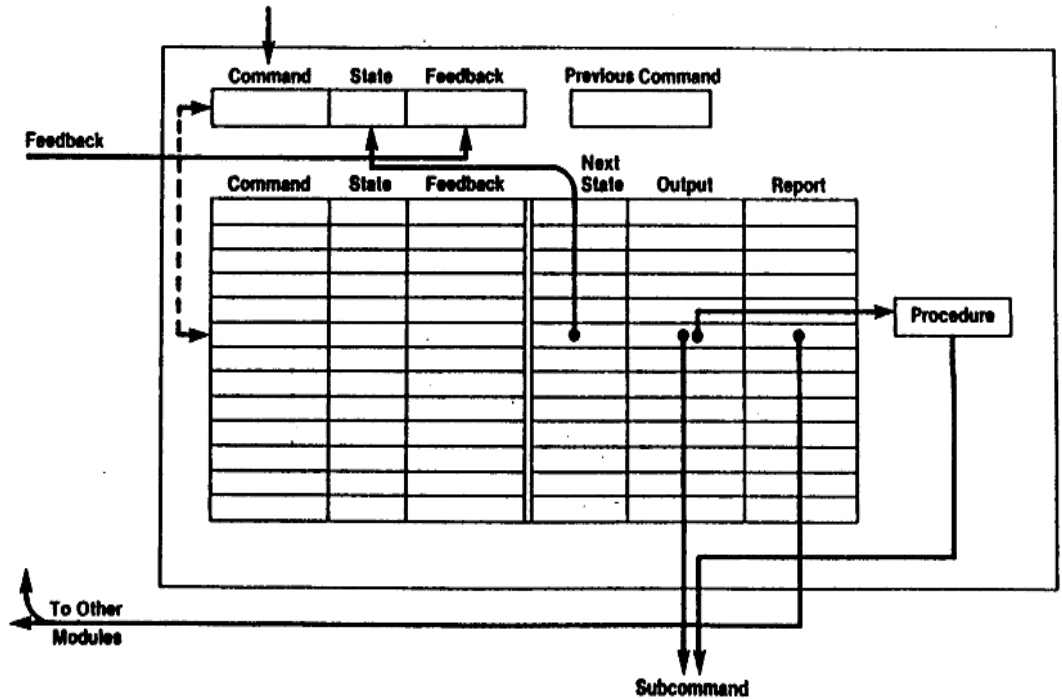 Command State Feedback Previous Command
Feedback
Command State Feedback Next State Output Report
Procedure
To Other
Modules
Subcommand